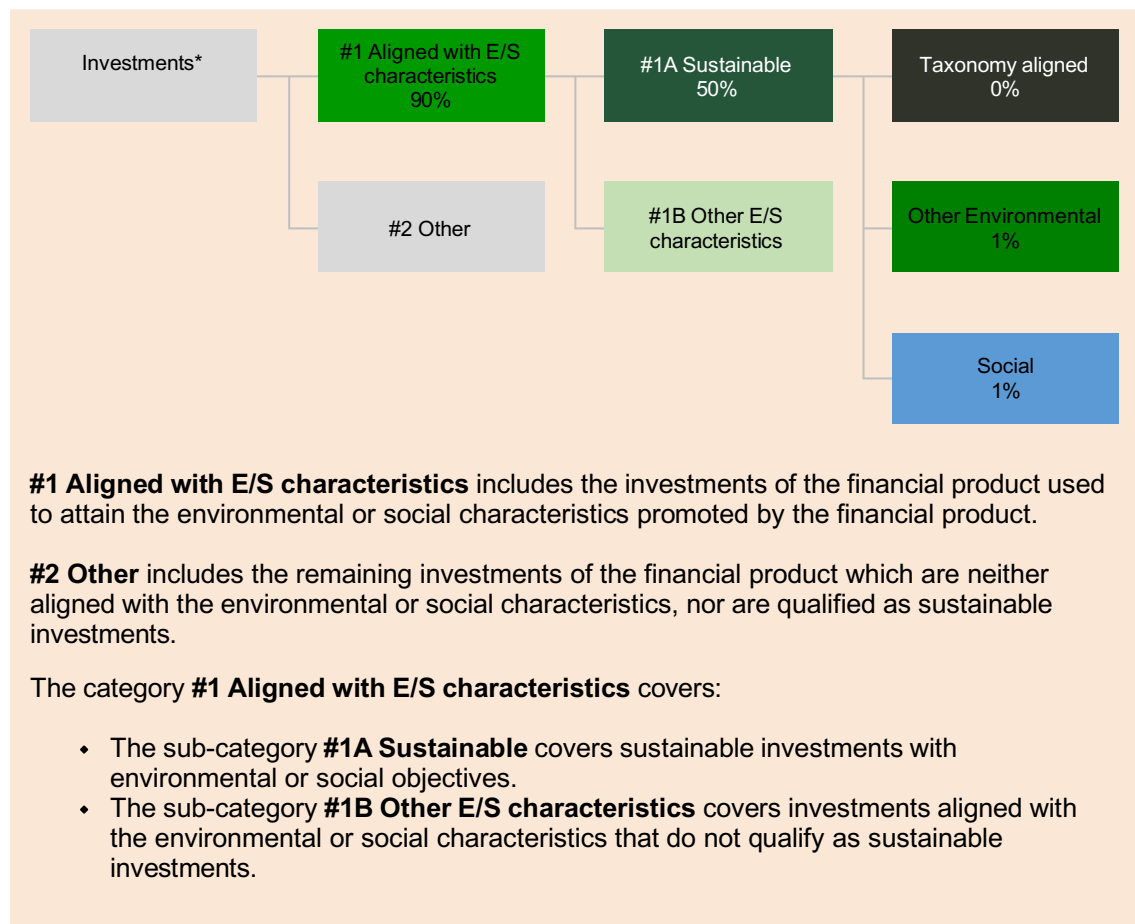 Investments*
#1 Aligned with E/S
characteristics
90%
#1A Sustainable
50%
Taxonomy aligned
0%
#2 Other
#1B Other E/S
characteristics
Other Environmental
1%
Social
1%
#1 Aligned with E/S characteristics includes the investments of the financial product used
to attain the environmental or social characteristics promoted by the financial product.
#2 Other includes the remaining investments of the financial product which are neither
aligned with the environmental or social characteristics, nor are qualified as sustainable
investments.
The category #1 Aligned with E/S characteristics covers:
• The sub-category #1A Sustainable covers sustainable investments with
environmental or social objectives.
• The sub-category #1B Other E/S characteristics covers investments aligned with
the environmental or social characteristics that do not qualify as sustainable
investments.